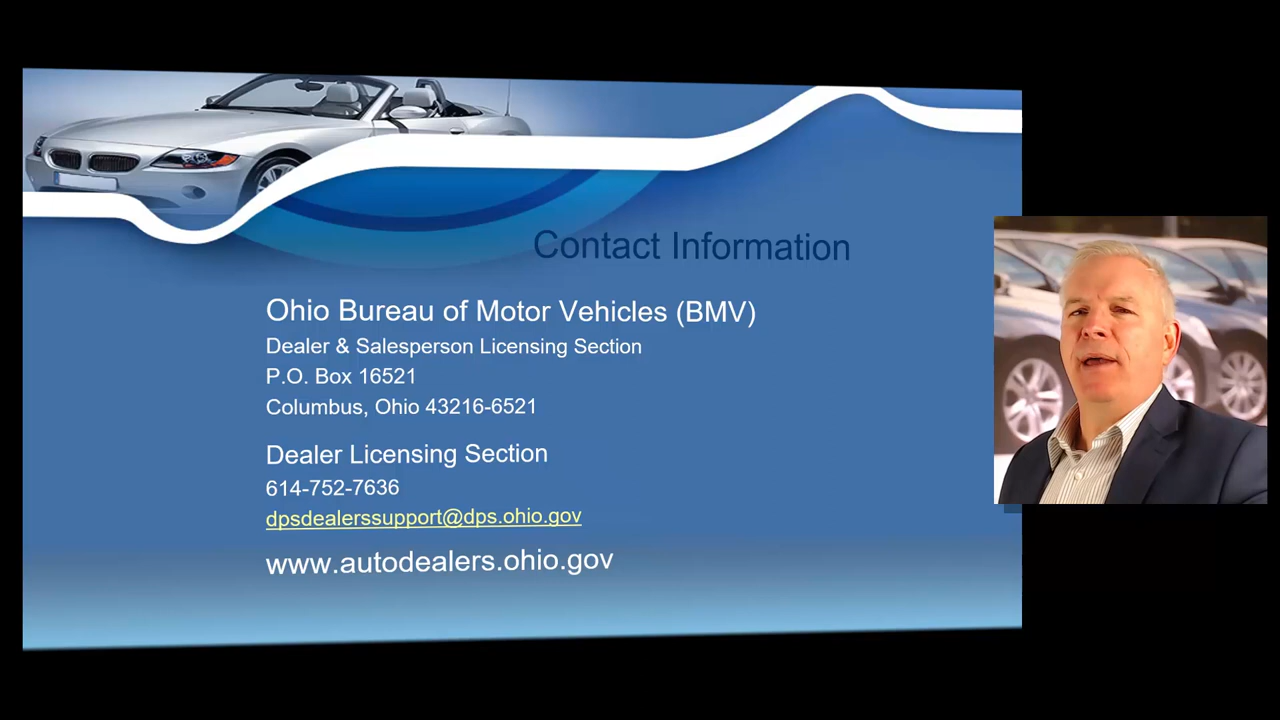 Contact Information
Ohio Bureau of Motor Vehicles (BMV)
Dealer & Salesperson Licensing Section
P.O. Box 16521
Columbus, Ohio 43216-6521
Dealer Licensing Section
614-752-7636
dpsdealerssupport@dps.ohio.gov
www.autodealers.ohio.gov